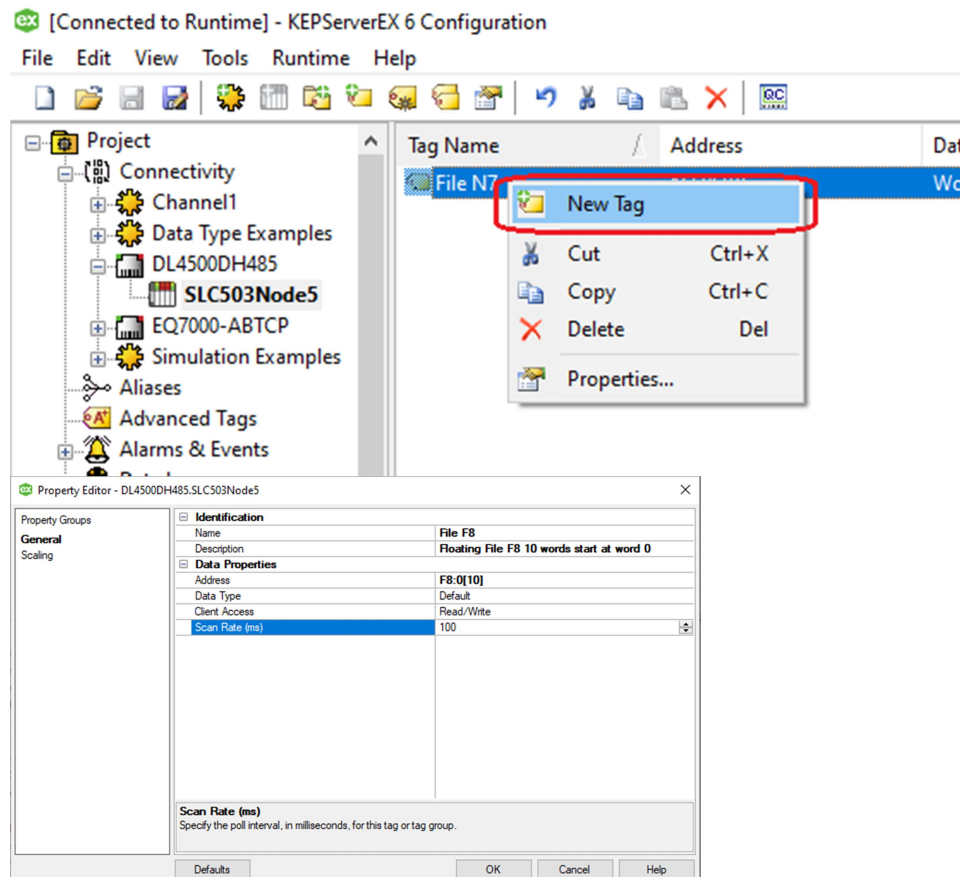 [Connected to Runtime] - KEPServerEX 6 Configuration
File Edit View Tools Runtime Help
Project
Connectivity
Channel1
Data Type Examples
DL4500DH485
SLC503Node5
EQ7000-ABTCP
Simulation Examples
Aliases
Advanced Tags
Alarms & Events
Tag Name Address Dat
File N7 Wo
New Tag
Cut Ctrl+X
Copy Ctrl+C
Delete Del
Properties...
Property Editor - DL4500DH485.SLC503Node5
Property Groups
General
Scaling
Identification
Name File F8
Description Floating File F8 10 words start at word 0
Data Properties
Address F8:0[10]
Data Type Default
Client Access Read/Write
Scan Rate (ms) 100
Scan Rate (ms)
Specify the poll interval, in milliseconds, for this tag or tag group.
Defaults OK Cancel Help